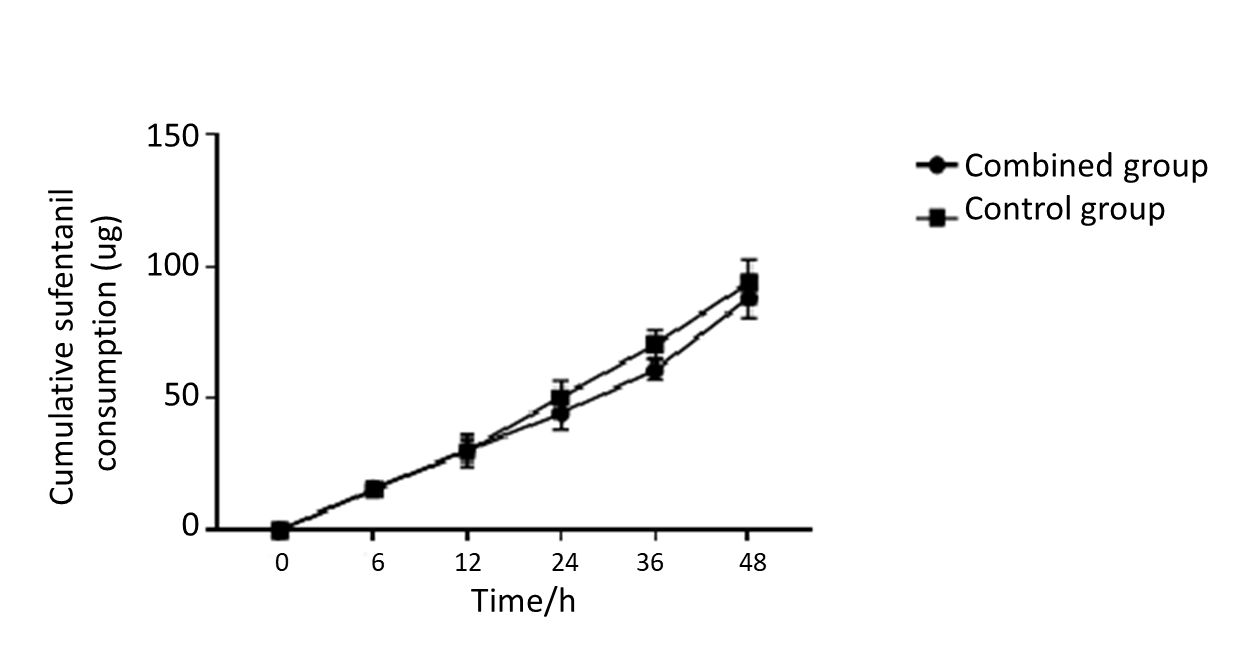 150
100
50
0
Cumulative sufentanil
consumption (ug)
0 6 12 24 36 48
Time/h
Combined group
Control group